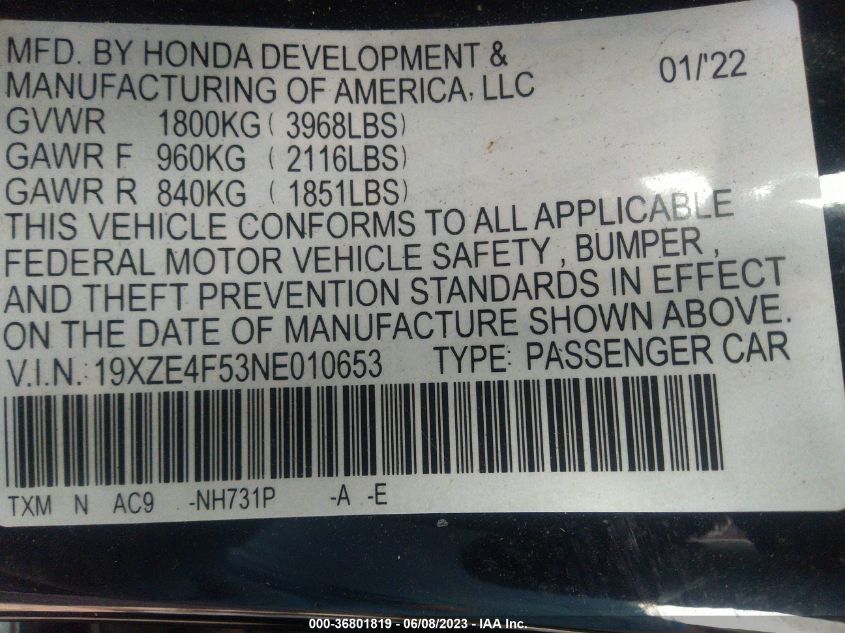 MFD. BY HONDA DEVELOPMENT &
MANUFACTURING OF AMERICA, LLC 01/'22
GVWR 1800KG ( 3968LBS)
GAWR F 960KG ( 2116LBS)
GAWR R 840KG ( 1851LBS)
THIS VEHICLE CONFORMS TO ALL APPLICABLE
FEDERAL MOTOR VEHICLE SAFETY , BUMPER ,
AND THEFT PREVENTION STANDARDS IN EFFECT
ON THE DATE OF MANUFACTURE SHOWN ABOVE.
V.I.N.: 19XZE4F53NE010653 TYPE: PASSENGER CAR
TXM N AC9 -NH731P -A -E
000-36801819 - 06/08/2023 - IAA Inc.